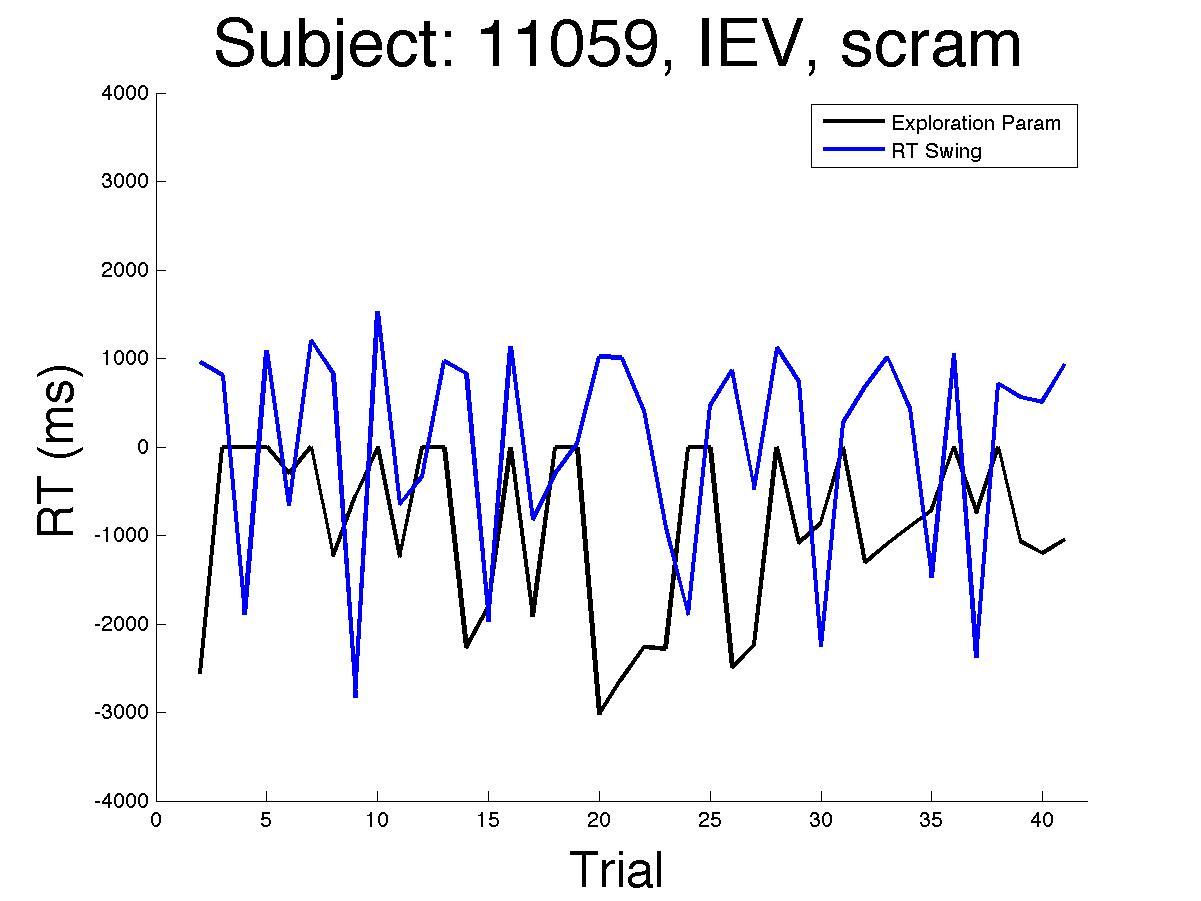 Subject: 11059, IEV, scram
4000
3000
2000
1000
0
-1000
-2000
-3000
-4000
RT (ms)
Exploration Param
RT Swing
0 5 10 15 20 25 30 35 40
Trial